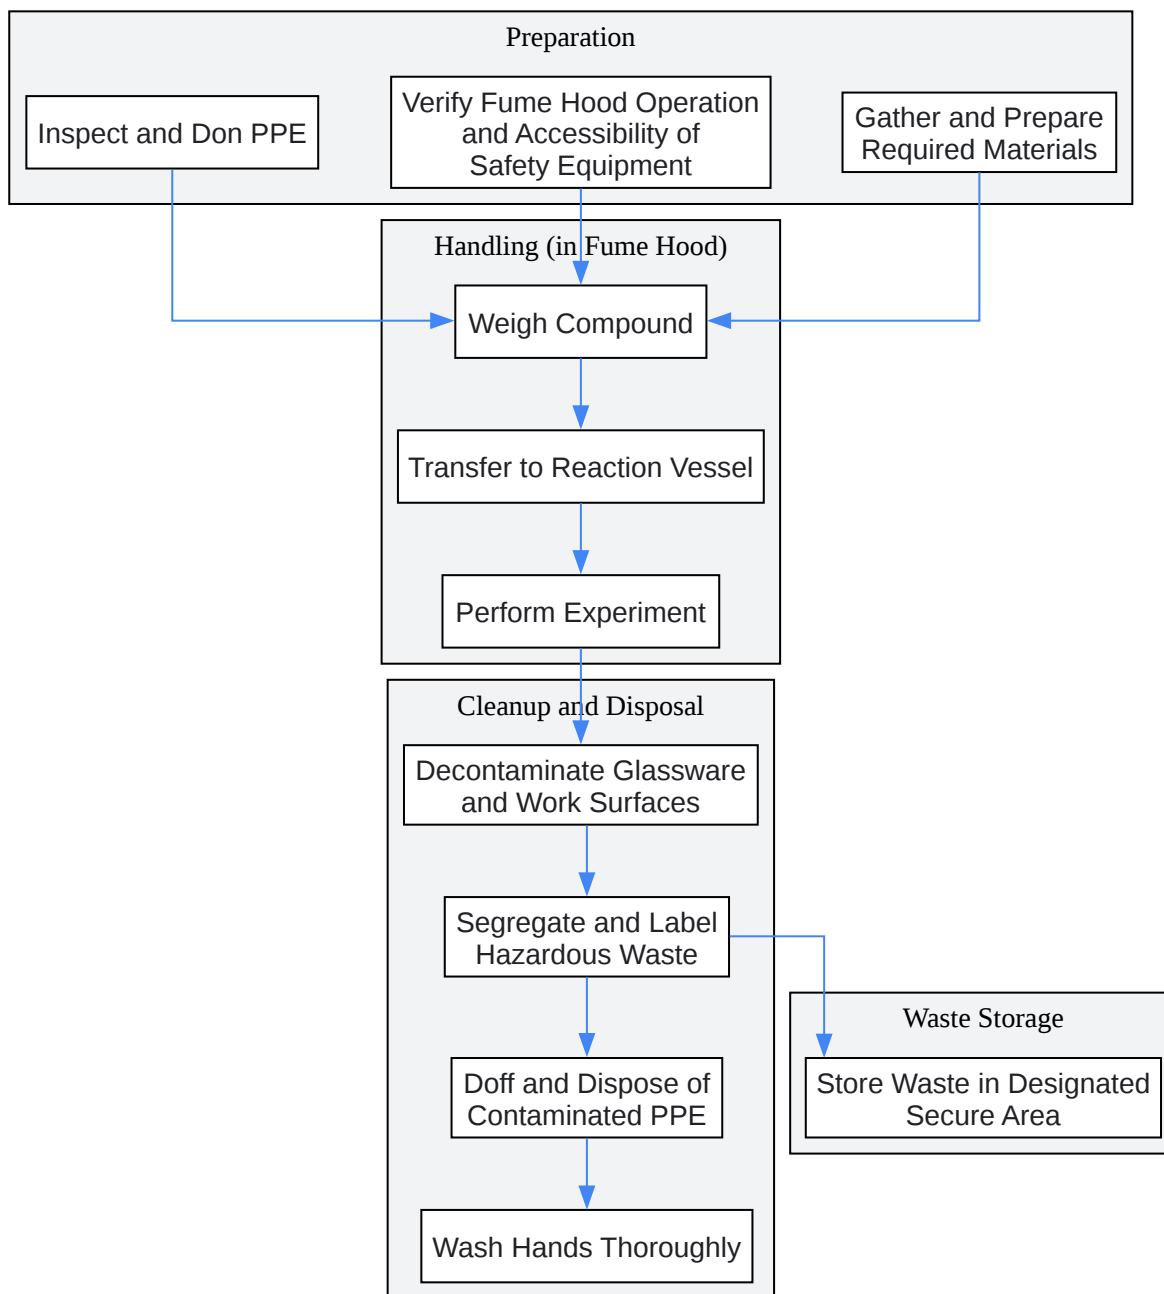 Preparation
Inspect and Don PPE
Verify Fume Hood Operation
and Accessibility of
Safety Equipment
Gather and Prepare
Required Materials
Handling (in Fume Hood)
Weigh Compound
Transfer to Reaction Vessel
Perform Experiment
Cleanup and Disposal
Decontaminate Glassware
and Work Surfaces
Segregate and Label
Hazardous Waste
Waste Storage
Doff and Dispose of
Contaminated PPE
Store Waste in Designated
Secure Area
Wash Hands Thoroughly